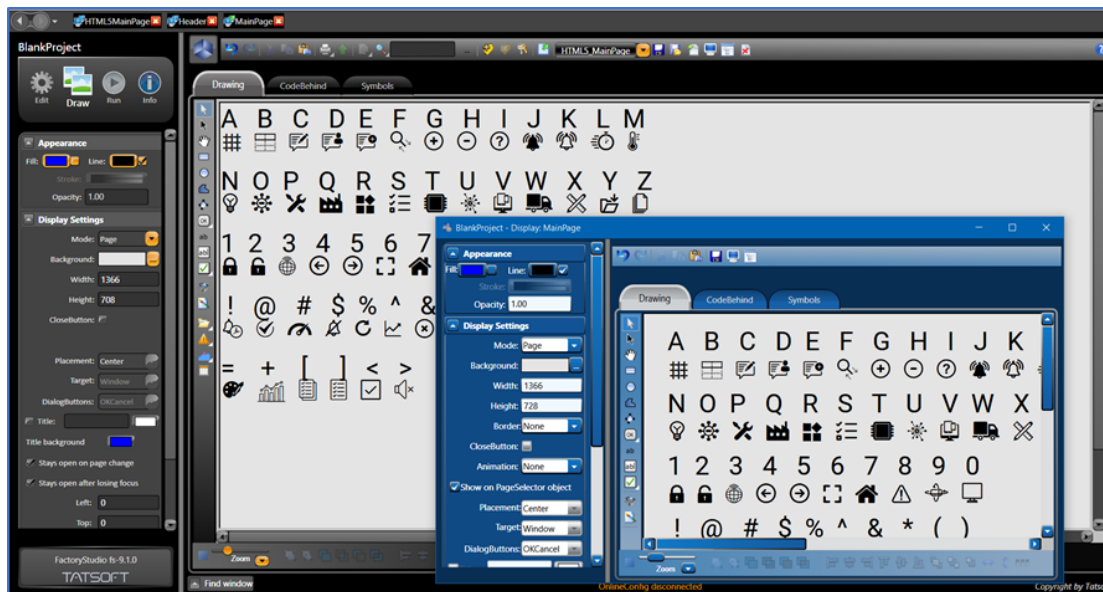 HTML5MainPage Header MainPage
BlankProject
Edit Draw Run Info
HTML5_MainPage
Drawing CodeBehind Symbols
Appearance
Fill: Line:
Stroke:
Opacity: 1.00
Display Settings
Mode: Page
Background:
Width: 1366
Height: 708
CloseButton:
Placement: Center
Target: Window
DialogButtons: OKCancel
Title:
Title background
Stays open on page change
Stays open after losing focus
Left: 0
Top: 0
FactoryStudio fs-9.1.0
TATSOFT
A B C D E F G H I J K L M
N O P Q R S T U V W X Y Z
1 2 3 4 5 6 7
! @ # $ % ^ &
= + [ ] < >
Zoom
Find window
OnlineConfig disconnected
Copyright by Tats
BlankProject - Display: MainPage
Appearance
Fill: Line:
Stroke:
Opacity: 1.00
Display Settings
Mode: Page
Background:
Width: 1366
Height: 728
Border: None
CloseButton:
Animation: None
Show on PageSelector object
Placement: Center
Target: Window
DialogButtons: OKCancel
Drawing CodeBehind Symbols
A B C D E F G H I J K
N O P Q R S T U V W X
1 2 3 4 5 6 7 8 9 0
! @ # $ % ^ & * ( )
Zoom